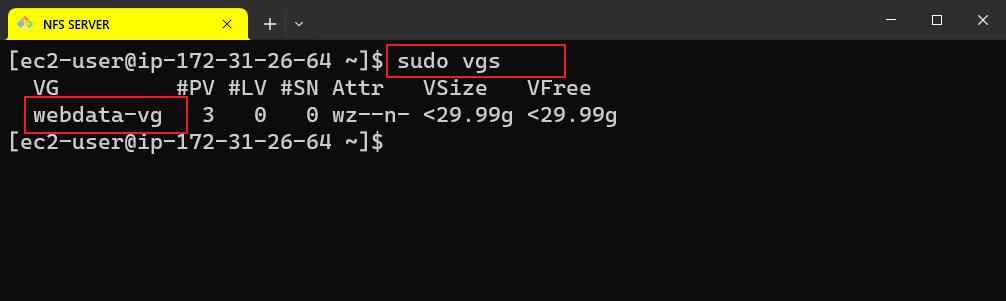 NFS SERVER
[ec2-user@ip-172-31-26-64 ~]$ sudo vgs
  VG         #PV #LV #SN Attr   VSize   VFree
  webdata-vg   3   0   0 wz--n- <29.99g <29.99g
[ec2-user@ip-172-31-26-64 ~]$